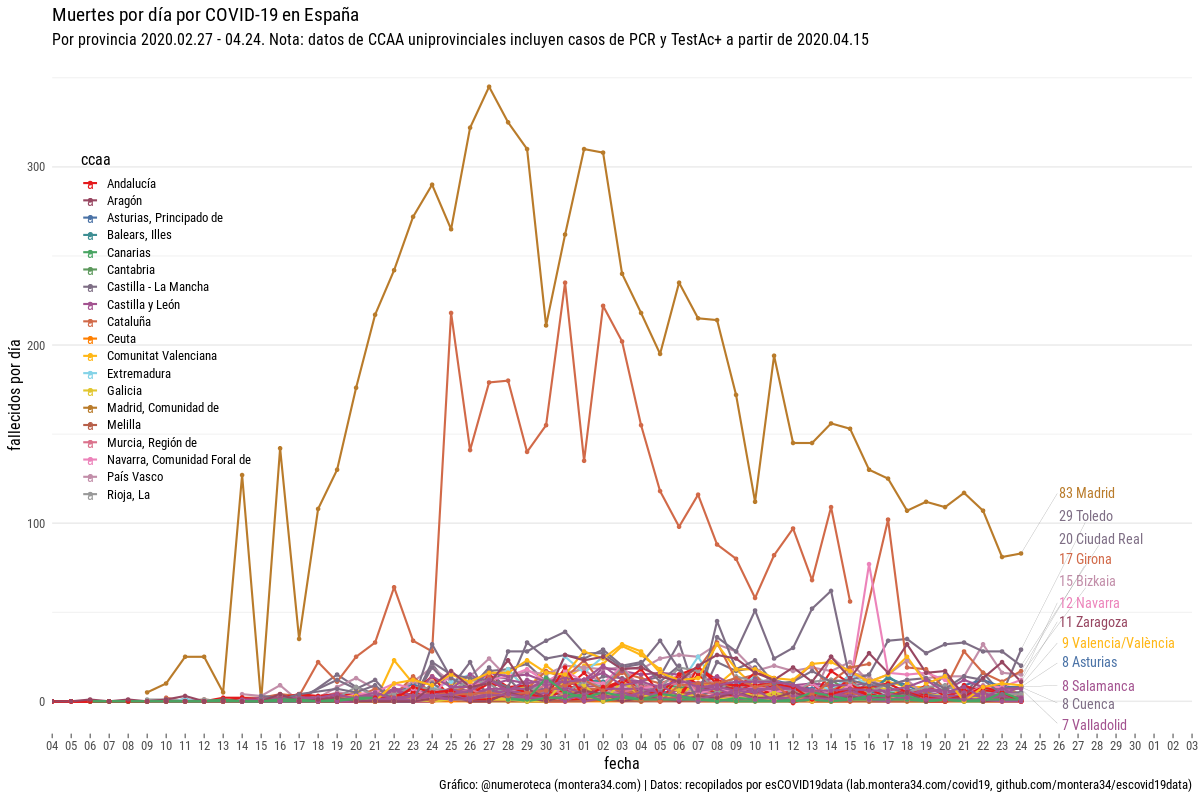 Muertes por día por COVID-19 en España
Por provincia 2020.02.27 - 04.24. Nota: datos de CCAA uniprovinciales incluyen casos de PCR y TestAc+ a partir de 2020.04.15
fallecidos por día
300
200
100
0
ccaa
Andalucía
Aragón
Asturias, Principado de
Balears, Illes
Canarias
Cantabria
Castilla - La Mancha
Castilla y León
Cataluña
Ceuta
Comunitat Valenciana
Extremadura
Galicia
Madrid, Comunidad de
Melilla
Murcia, Región de
Navarra, Comunidad Foral de
País Vasco
Rioja, La
83 Madrid
29 Toledo
20 Ciudad Real
17 Girona
15 Bizkaia
12 Navarra
11 Zaragoza
9 Valencia/València
8 Asturias
8 Salamanca
8 Cuenca
7 Valladolid
04 05 06 07 08 09 10 11 12 13 14 15 16 17 18 19 20 21 22 23 24 25 26 27 28 29 30 31 01 02 03 04 05 06 07 08 09 10 11 12 13 14 15 16 17 18 19 20 21 22 23 24 25 26 27 28 29 30 01 02 03
fecha
Gráfico: @numeroteca (montera34.com) | Datos: recopilados por esCOVID19data (lab.montera34.com/covid19, github.com/montera34/escovid19data)